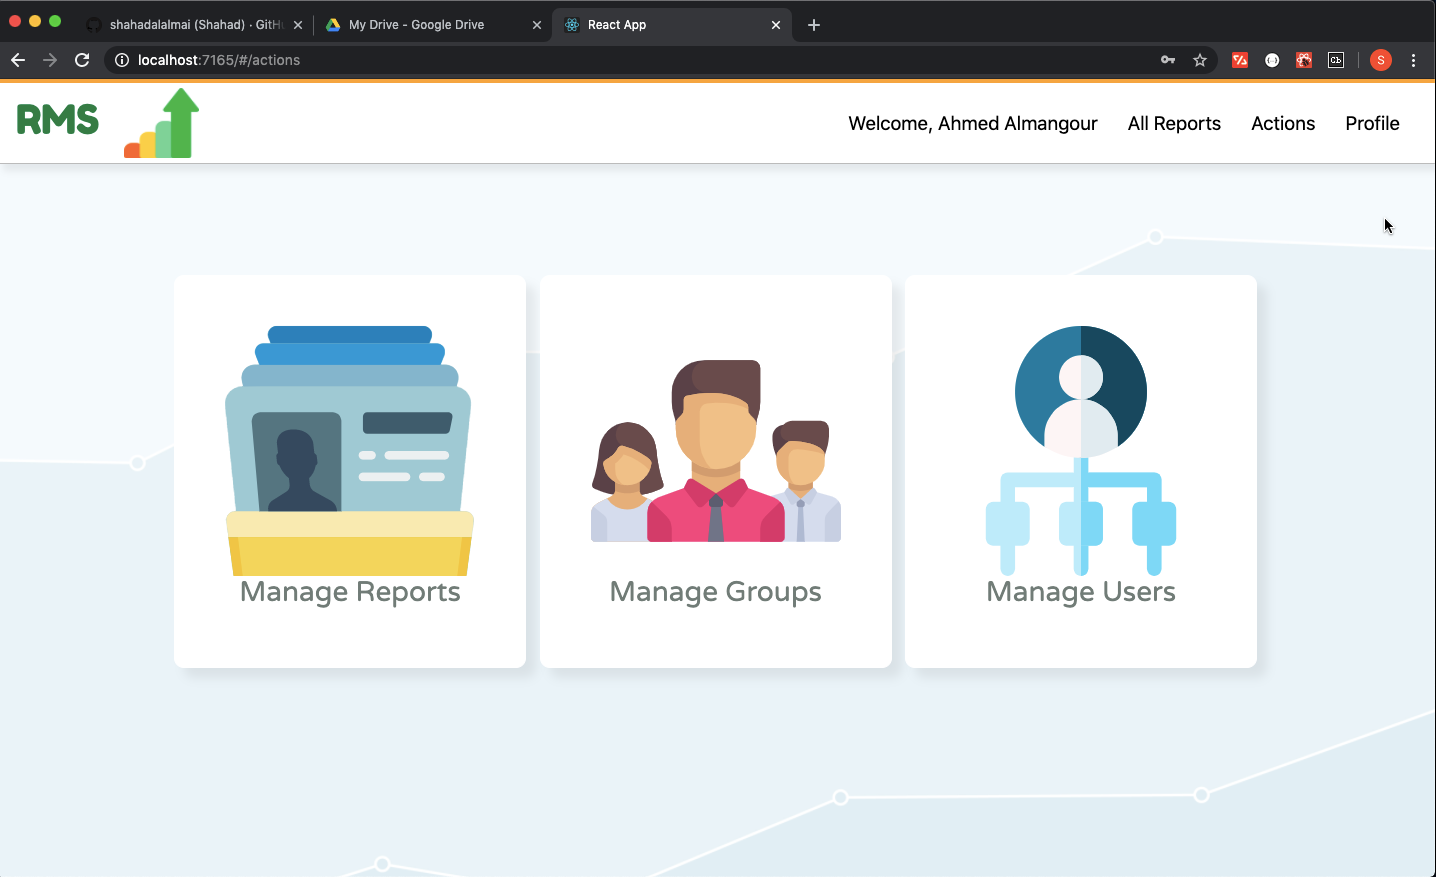 shahadalalmai (Shahad) · GitH
My Drive - Google Drive
React App
localhost:7165/#/actions
S
RMS
Welcome, Ahmed Almangour
All Reports
Actions
Profile
Manage Reports
Manage Groups
Manage Users